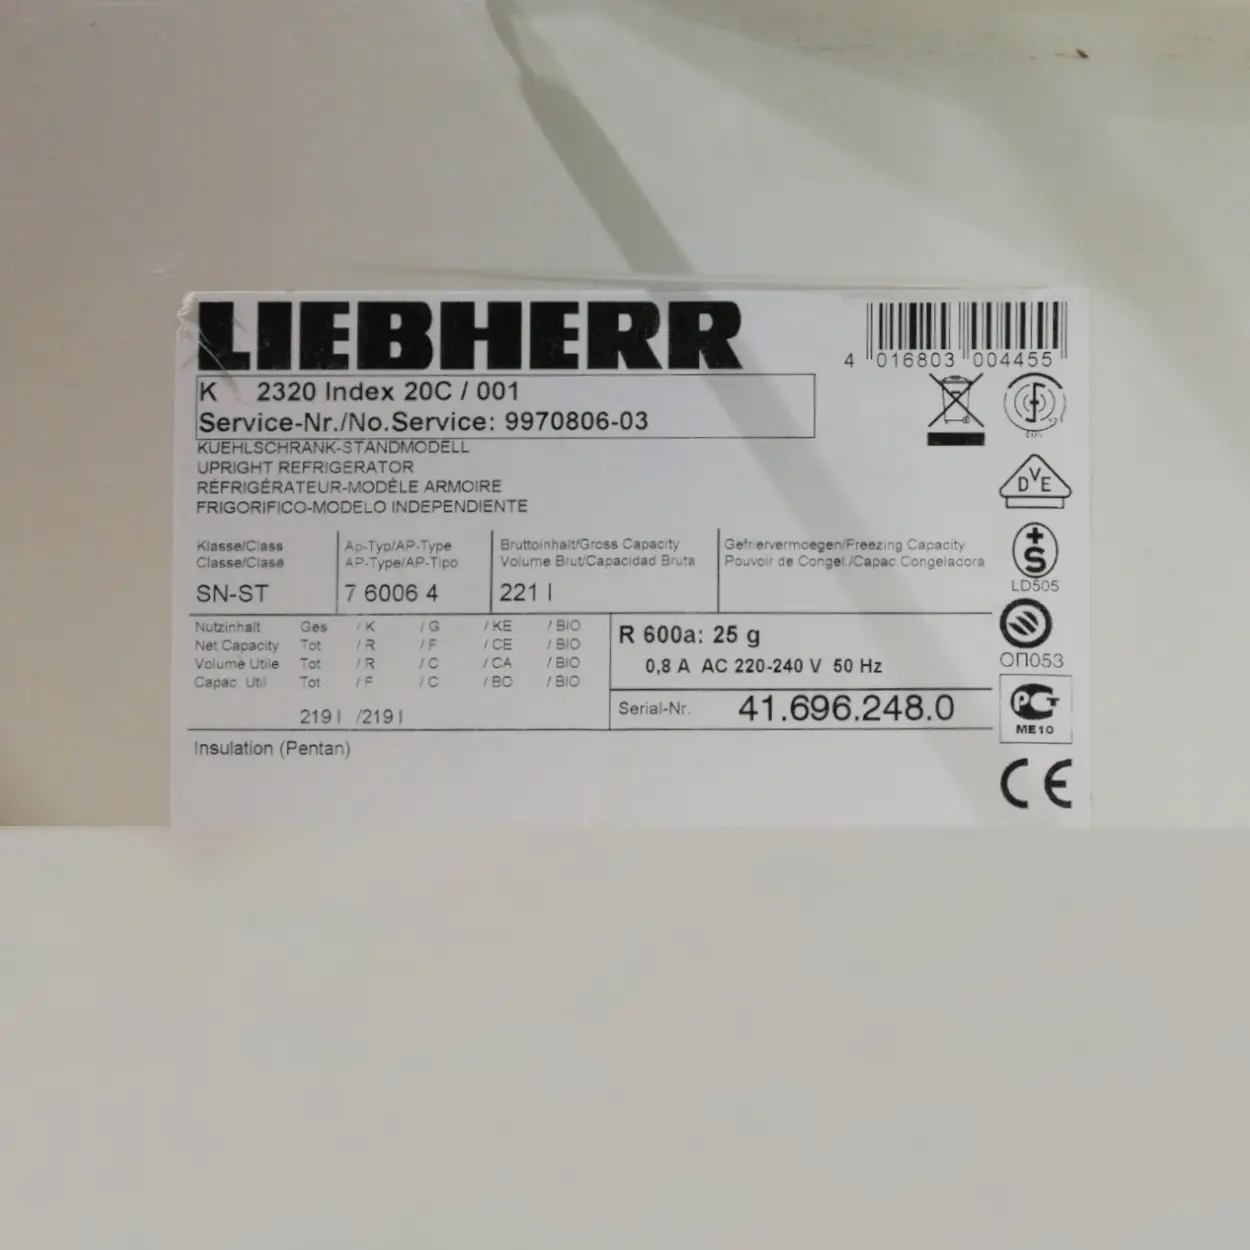 LIEBHERR
4 016803 004455
K 2320 Index 20C / 001
Service-Nr./No.Service: 9970806-03
KUEHLSCHRANK-STANDMODELL
UPRIGHT REFRIGERATOR
RÉFRIGÉRATEUR-MODÈLE ARMOIRE
FRIGORIFICO-MODELO INDEPENDIENTE
DVE
S
LD505
Klasse/Class Ap-Typ/AP-Type Bruttoinhalt/Gross Capacity Gefriervermoegen/Freezing Capacity
Classe/Clase AP-Type/AP-Tipo Volume Brut/Capacidad Bruta Pouvoir de Congel./Capac.Congeladora
SN-ST 7 6006 4 221 l
Nutzinhalt Ges /K /G /KE /BIO
Net Capacity Tot /R /F /CE /BIO
Volume Utile Tot /R /C /CA /BIO
Capac. Util Tot /F /C /BO /BIO
219 l /219 l
R 600a: 25 g
0,8 A AC 220-240 V 50 Hz
Serial-Nr. 41.696.248.0
ОП053
РСТ
ME10
CE
Insulation (Pentan)